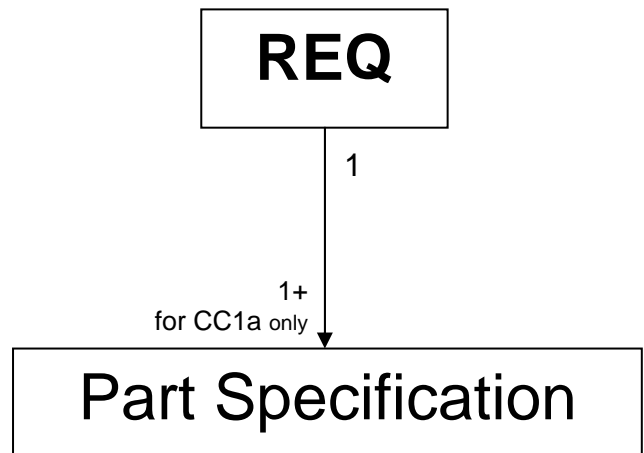 REQ
1
1+
for CC1a only
Part Specification